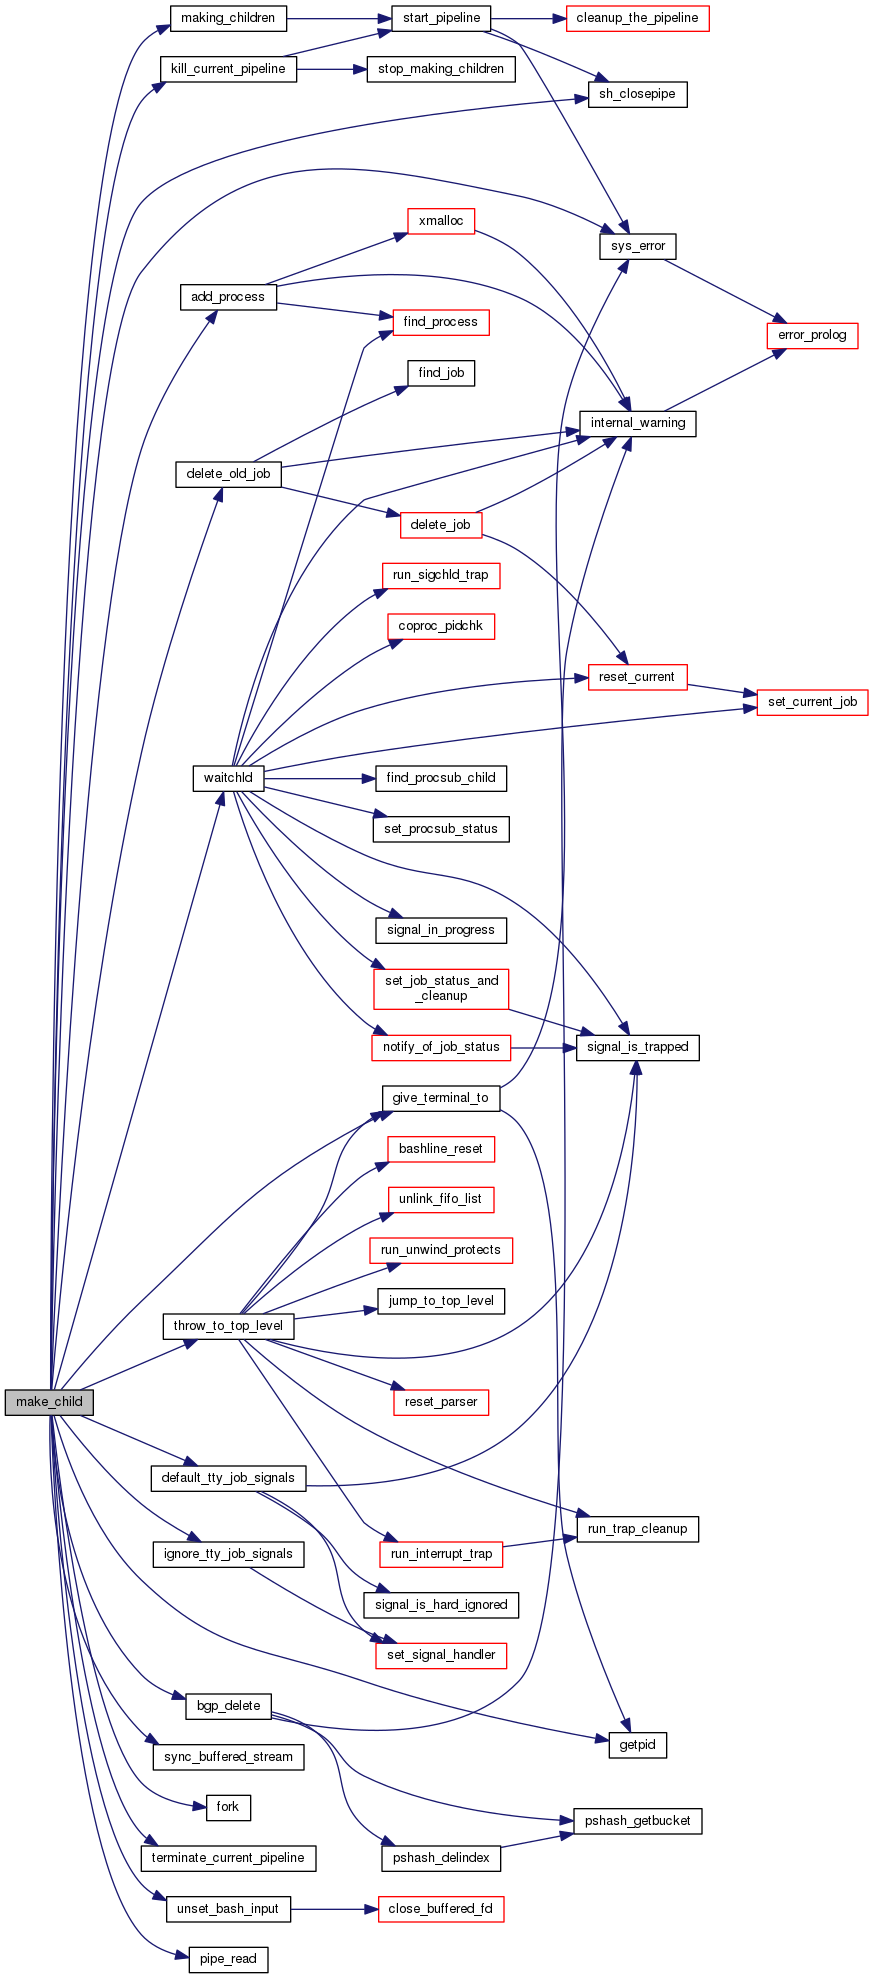 making_children
start_pipeline
cleanup_the_pipeline
kill_current_pipeline
stop_making_children
sh_closepipe
xmalloc
sys_error
add_process
find_process
error_prolog
find_job
internal_warning
delete_old_job
delete_job
run_sigchld_trap
coproc_pidchk
reset_current
set_current_job
waitchld
find_procsub_child
set_procsub_status
signal_in_progress
set_job_status_and
_cleanup
notify_of_job_status
signal_is_trapped
give_terminal_to
bashline_reset
unlink_fifo_list
run_unwind_protects
jump_to_top_level
throw_to_top_level
reset_parser
make_child
default_tty_job_signals
run_trap_cleanup
ignore_tty_job_signals
run_interrupt_trap
signal_is_hard_ignored
set_signal_handler
bgp_delete
getpid
sync_buffered_stream
fork
pshash_getbucket
terminate_current_pipeline
pshash_delindex
unset_bash_input
close_buffered_fd
pipe_read